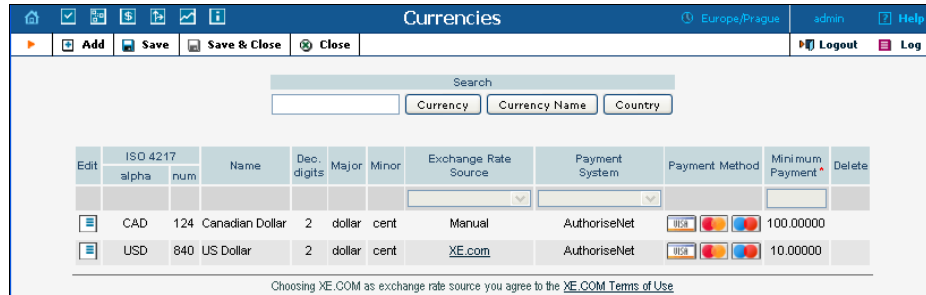 Currencies
Europe/Prague
admin
Help
Add
Save
Save & Close
Close
Logout
Log
Search
Currency
Currency Name
Country
Edit
ISO 4217
alpha
num
Name
Dec. digits
Major
Minor
Exchange Rate Source
Payment System
Payment Method
Minimum Payment*
Delete
CAD 124 Canadian Dollar 2 dollar cent Manual AuthoriseNet VISA 100.00000
USD 840 US Dollar 2 dollar cent XE.com AuthoriseNet VISA 10.00000
Choosing XE.COM as exchange rate source you agree to the XE.COM Terms of Use